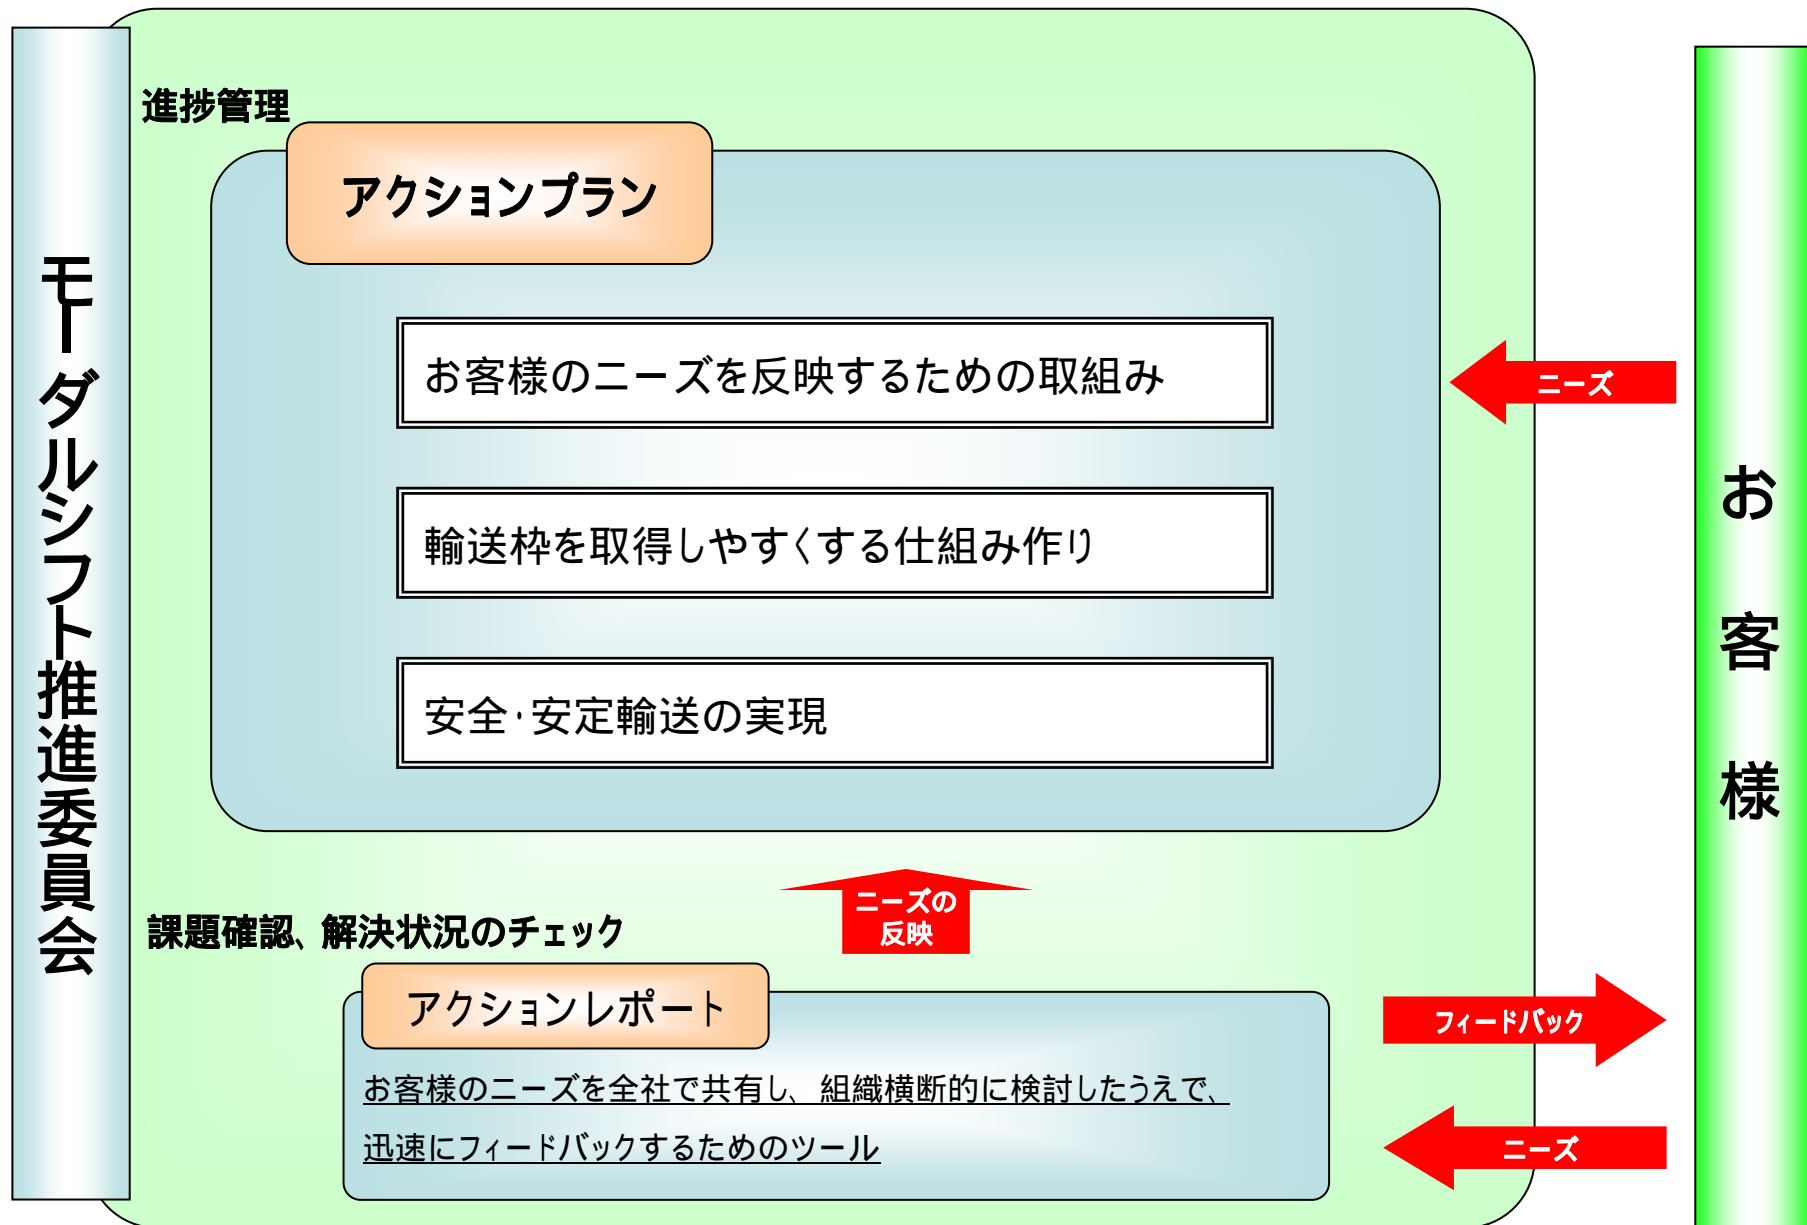 モーダルシフト推進委員会
進捗管理
アクションプラン
お客様のニーズを反映するための取組み
輸送枠を取得しやすくする仕組み作り
安全・安定輸送の実現
ニーズ
お客様
ニーズの
反映
課題確認、解決状況のチェック
アクションレポート
お客様のニーズを全社で共有し、組織横断的に検討したうえで、
迅速にフィードバックするためのツール
フィードバック
ニーズ